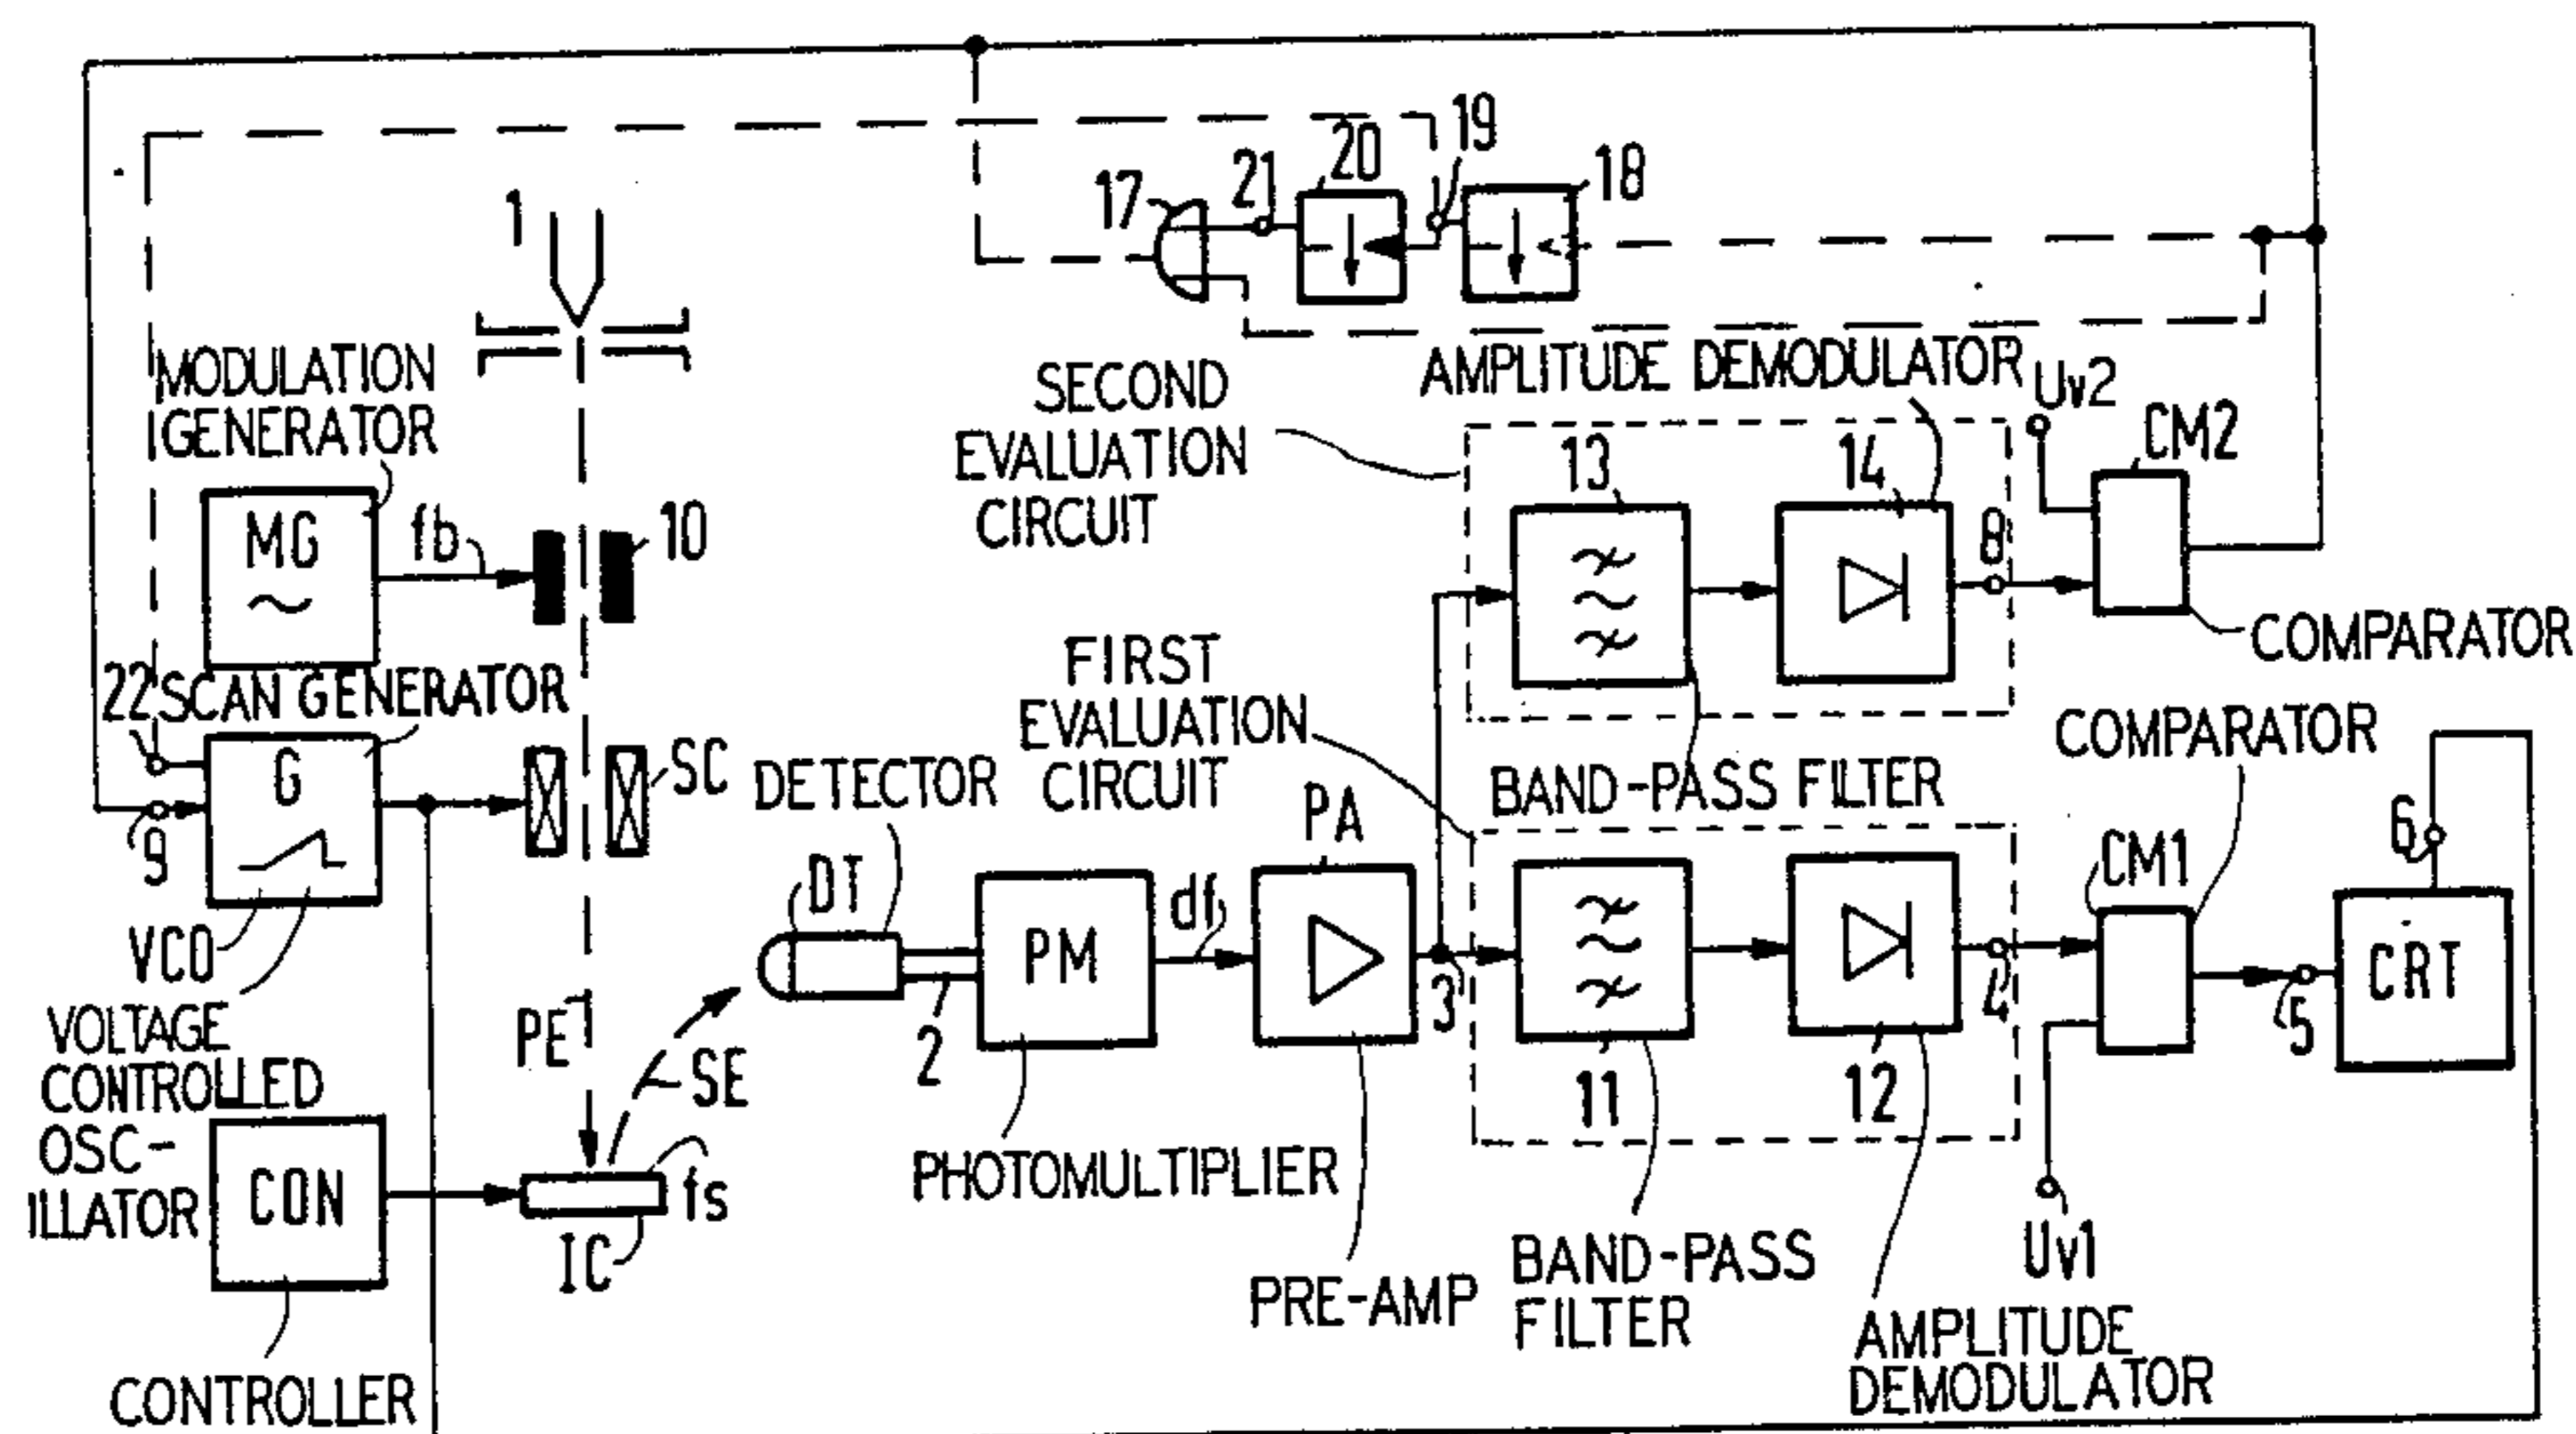 1
17
21
20
19
18
MODULATION
GENERATOR
MG
fb
10
SECOND
EVALUATION
CIRCUIT
AMPLITUDE DEMODULATOR
Uv2
CM2
13
14
8
COMPARATOR
22
SCAN GENERATOR
G
9
VCO
VOLTAGE
CONTROLLED
OSC-
ILLATOR
SC
DETECTOR
DT
FIRST
EVALUATION
CIRCUIT
PA
BAND-PASS FILTER
COMPARATOR
CM1
6
PM
df
3
4
5
CRT
2
PE
SE
CON
fs
IC
11
12
Uv1
PHOTOMULTIPLIER
PRE-AMP
BAND-PASS
FILTER
AMPLITUDE
DEMODULATOR
CONTROLLER